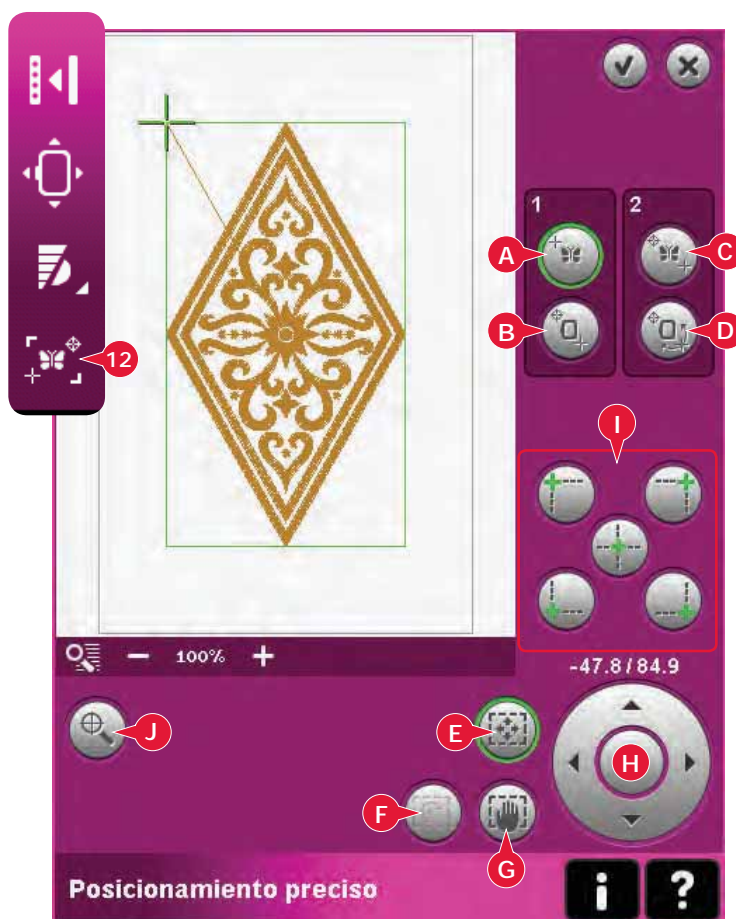 1 2
A
C
B
D
12
I
100%
-47.8/84.9
J
E
H
F
G
Posicionamiento preciso
i ?